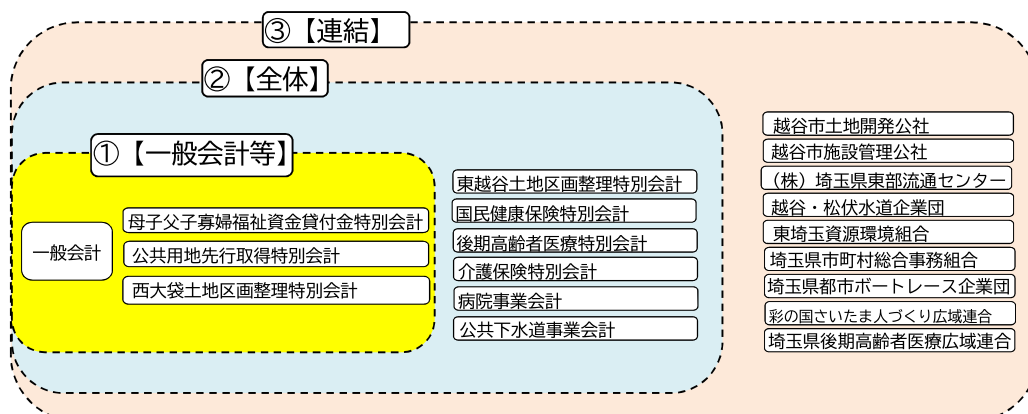 ③【連結】
②【全体】
①【一般会計等】
一般会計
母子父子寡婦福祉資金貸付金特別会計
公共用地先行取得特別会計
西大袋土地区画整理特別会計
東越谷土地区画整理特別会計
国民健康保険特別会計
後期高齢者医療特別会計
介護保険特別会計
病院事業会計
公共下水道事業会計
越谷市土地開発公社
越谷市施設管理公社
（株）埼玉県東部流通センター
越谷・松伏水道企業団
東埼玉資源環境組合
埼玉県市町村総合事務組合
埼玉県都市ボートレース企業団
彩の国さいたま人づくり広域連合
埼玉県後期高齢者医療広域連合